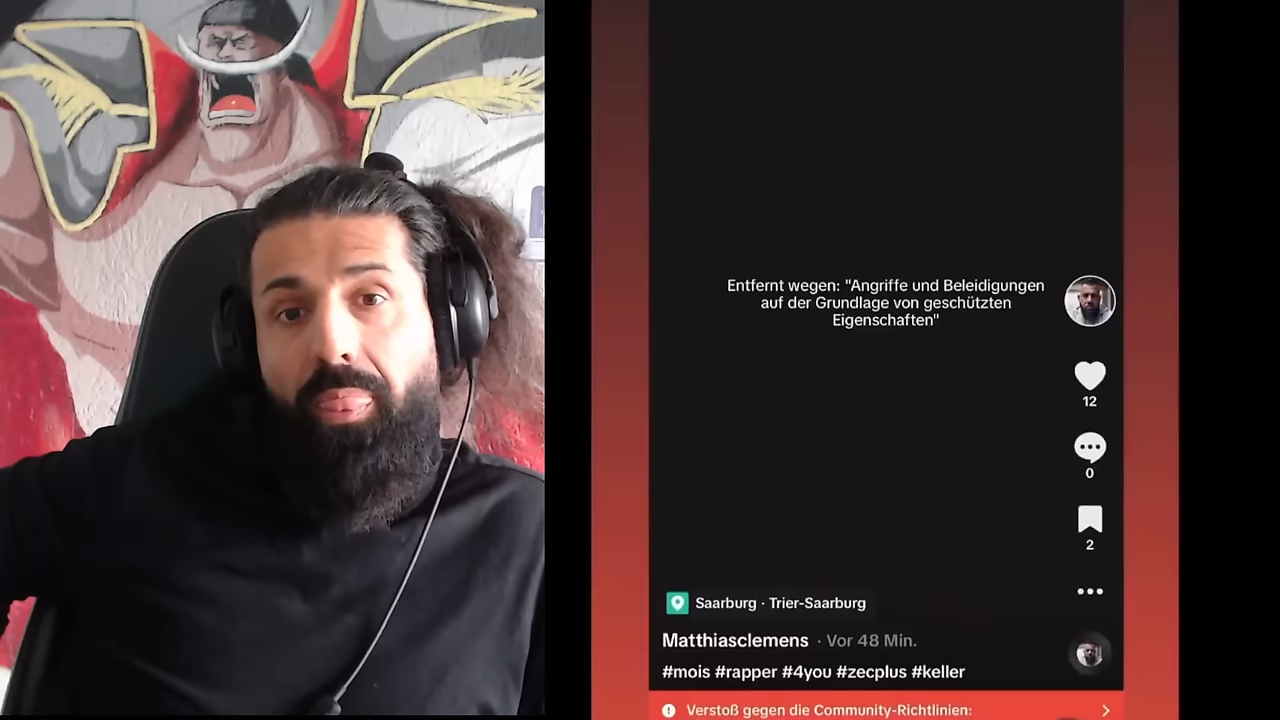 Entfernt wegen: "Angriffe und Beleidigungen
auf der Grundlage von geschützten
Eigenschaften"
12
0
2
Saarburg · Trier-Saarburg
Matthiasclemens · Vor 48 Min.
#mois #rapper #4you #zecplus #keller
Verstoß gegen die Community-Richtlinien: